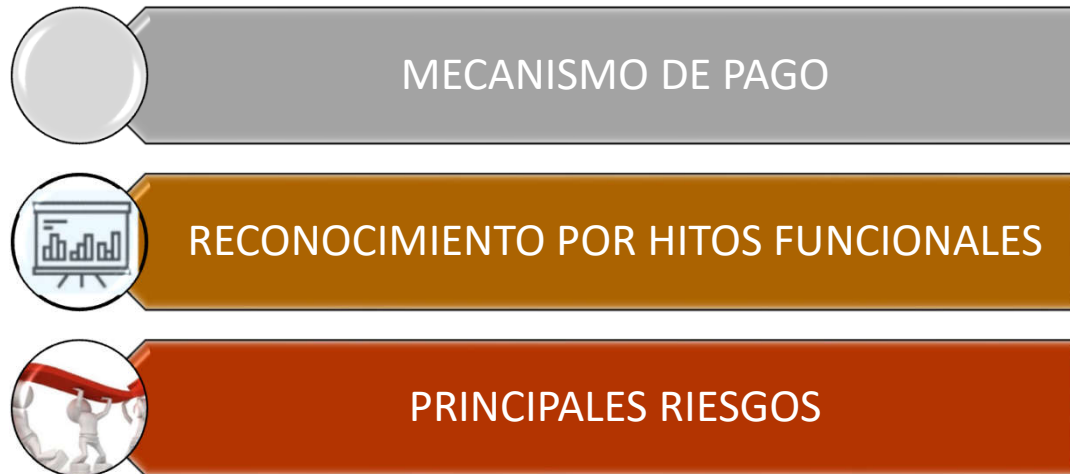 MECANISMO DE PAGO
RECONOCIMIENTO POR HITOS FUNCIONALES
PRINCIPALES RIESGOS